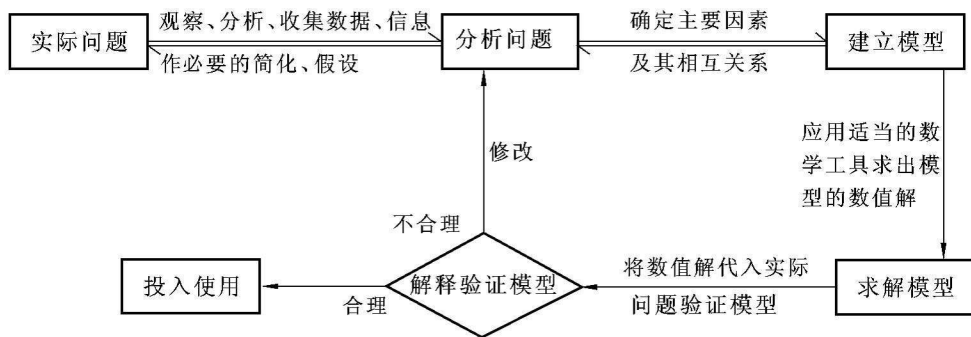 观察、分析、收集数据、信息
确定主要因素
实际问题
分析问题
建立模型
作必要的简化、假设
及其相互关系
修改
应用适当的数
学工具求出模
型的数值解
不合理
投入使用
合理
解释验证模型
将数值解代入实际
问题验证模型
求解模型